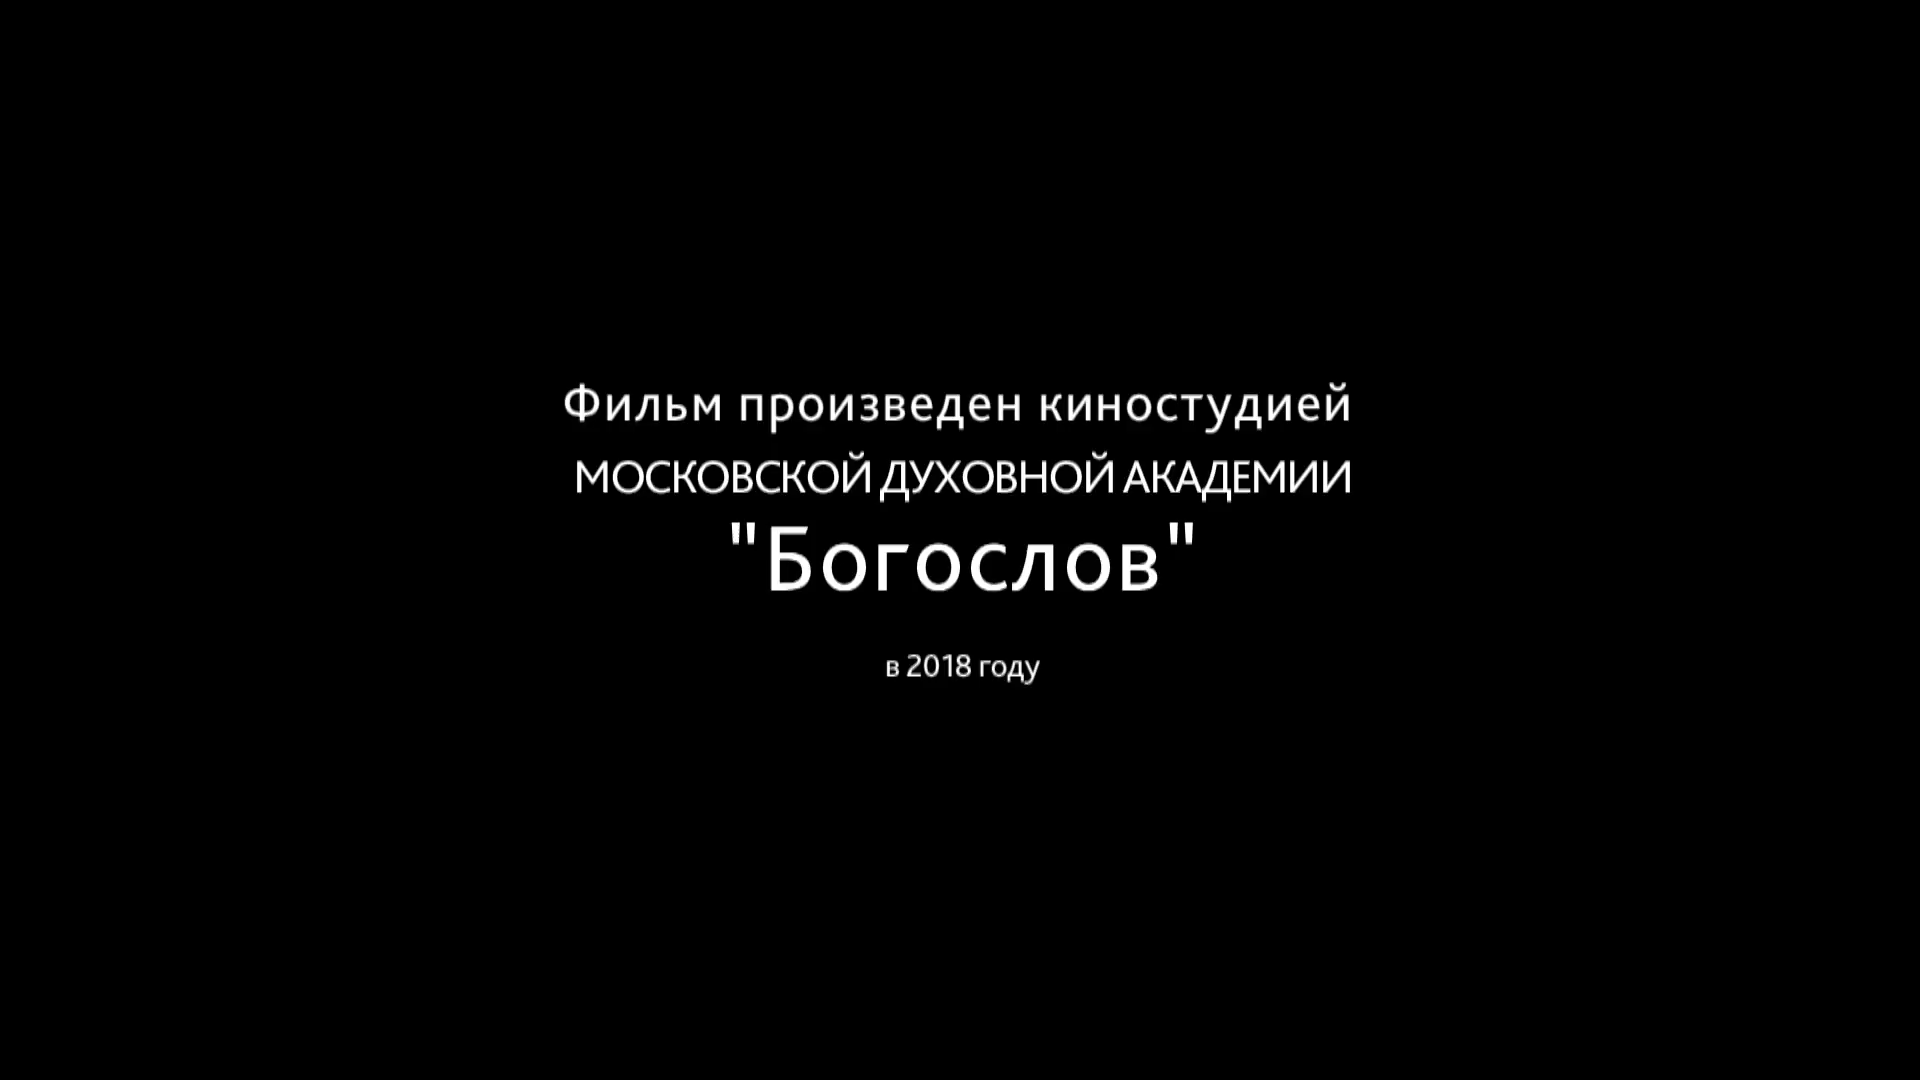 Фильм произведен киностудией
МОСКОВСКОЙ ДУХОВНОЙ АКАДЕМИИ
"Богослов"
в 2018 году